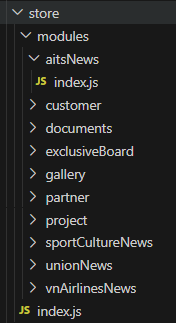 store
modules
aitsNews
JS index.js
customer
documents
exclusiveBoard
gallery
partner
project
sportCultureNews
unionNews
vnAirlinesNews
JS index.js